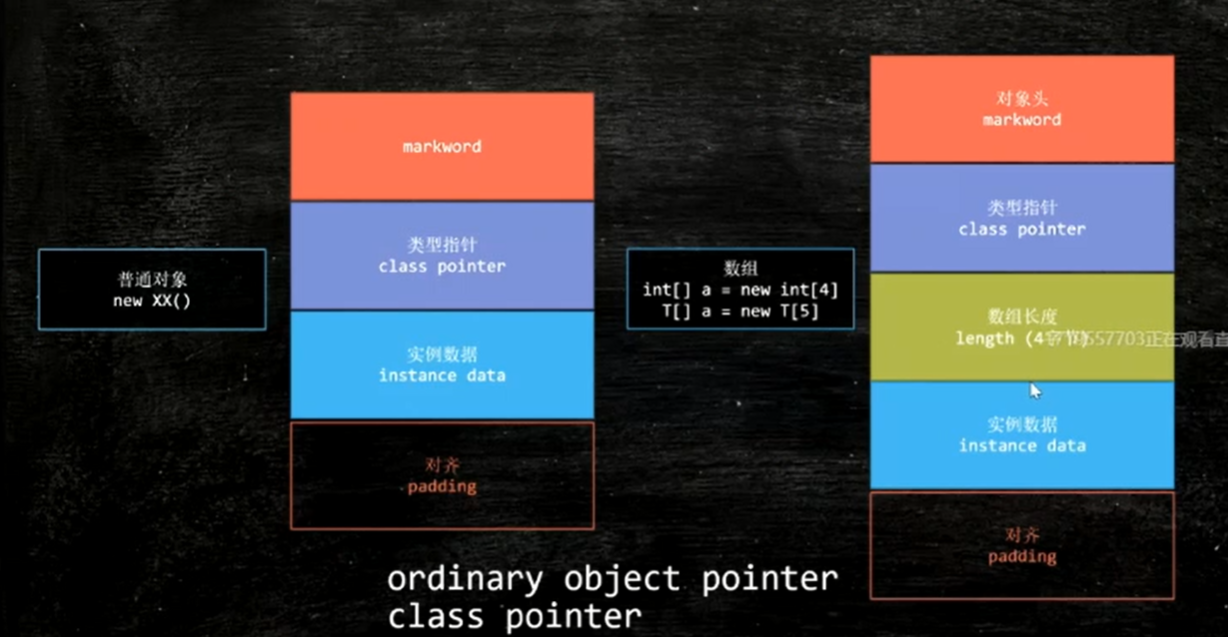 普通对象
new XX()
markword
类型指针
class pointer
实例数据
instance data
对齐
padding
数组
int[] a = new int[4]
T[] a = new T[5]
对象头
markword
类型指针
class pointer
数组长度
length (4字节)
557703正在观看直
实例数据
instance data
对齐
padding
ordinary object pointer
class pointer